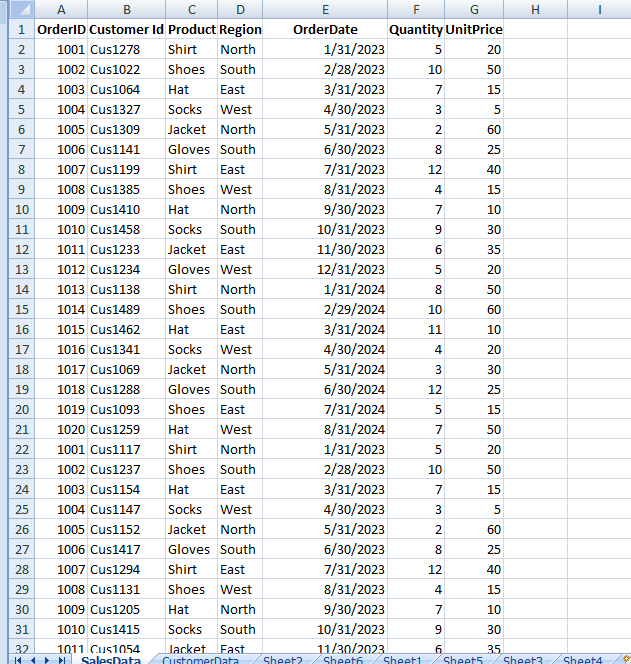 A B C D E F G H I
1 OrderID Customer Id Product Region OrderDate Quantity UnitPrice
2 1001 Cus1278 Shirt North 1/31/2023 5 20
3 1002 Cus1022 Shoes South 2/28/2023 10 50
4 1003 Cus1064 Hat East 3/31/2023 7 15
5 1004 Cus1327 Socks West 4/30/2023 3 5
6 1005 Cus1309 Jacket North 5/31/2023 2 60
7 1006 Cus1141 Gloves South 6/30/2023 8 25
8 1007 Cus1199 Shirt East 7/31/2023 12 40
9 1008 Cus1385 Shoes West 8/31/2023 4 15
10 1009 Cus1410 Hat North 9/30/2023 7 10
11 1010 Cus1458 Socks South 10/31/2023 9 30
12 1011 Cus1233 Jacket East 11/30/2023 6 35
13 1012 Cus1234 Gloves West 12/31/2023 5 20
14 1013 Cus1138 Shirt North 1/31/2024 8 50
15 1014 Cus1489 Shoes South 2/29/2024 10 60
16 1015 Cus1462 Hat East 3/31/2024 11 10
17 1016 Cus1341 Socks West 4/30/2024 4 20
18 1017 Cus1069 Jacket North 5/31/2024 3 30
19 1018 Cus1288 Gloves South 6/30/2024 12 25
20 1019 Cus1093 Shoes East 7/31/2024 5 15
21 1020 Cus1259 Hat West 8/31/2024 7 50
22 1001 Cus1117 Shirt North 1/31/2023 5 20
23 1002 Cus1237 Shoes South 2/28/2023 10 50
24 1003 Cus1154 Hat East 3/31/2023 7 15
25 1004 Cus1147 Socks West 4/30/2023 3 5
26 1005 Cus1152 Jacket North 5/31/2023 2 60
27 1006 Cus1417 Gloves South 6/30/2023 8 25
28 1007 Cus1294 Shirt East 7/31/2023 12 40
29 1008 Cus1131 Shoes West 8/31/2023 4 15
30 1009 Cus1205 Hat North 9/30/2023 7 10
31 1010 Cus1415 Socks South 10/31/2023 9 30
32 1011 Cus1054 Jacket East 11/30/2023 6 35
SalesData CustomerData Sheet2 Sheet6 Sheet1 Sheet5 Sheet3 Sheet4